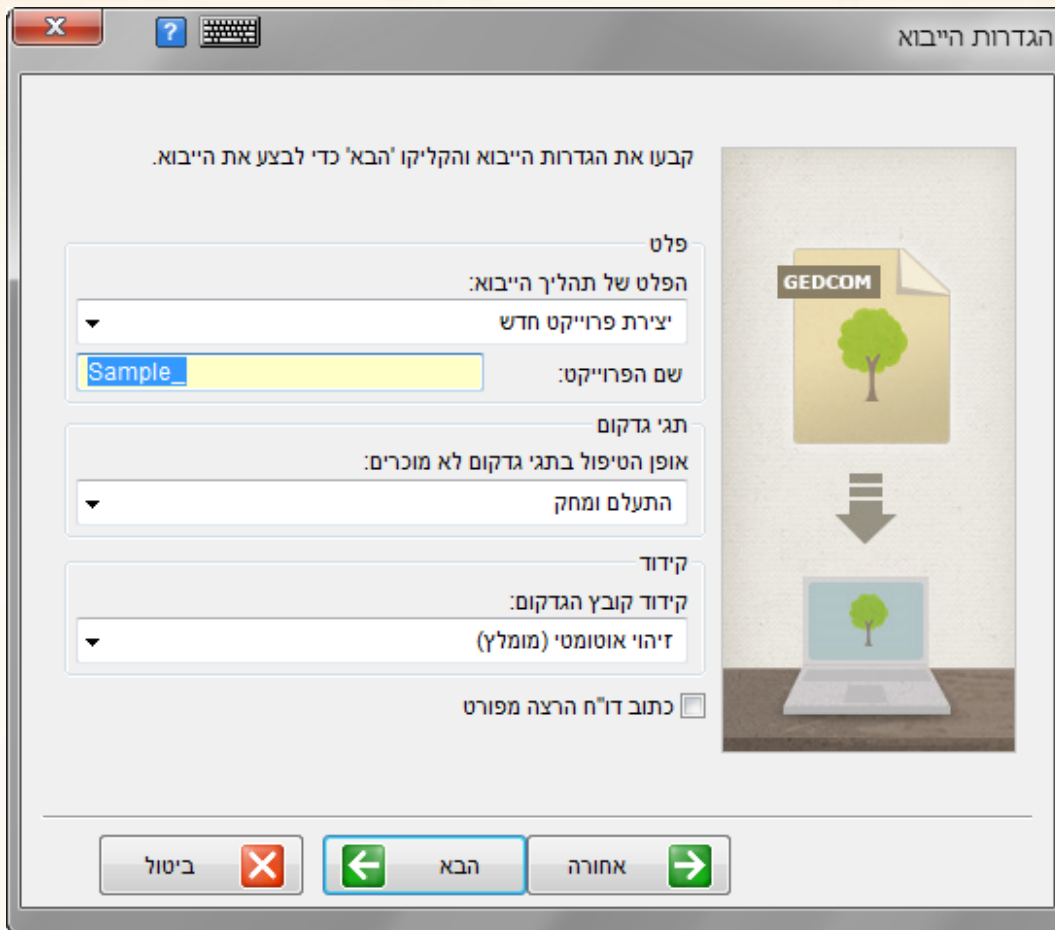 הגדרות הייבוא
קבעו את הגדרות הייבוא והקליקו 'הבא' כדי לבצע את הייבוא.
GEDCOM
פלט
הפלט של תהליך הייבוא:
יצירת פרוייקט חדש
שם הפרוייקט: Sample_
תגי גדקום
אופן הטיפול בתגי גדקום לא מוכרים:
התעלם ומחק
קידוד
קידוד קובץ הגדקום:
זיהוי אוטומטי (מומלץ)
כתוב דו"ח הרצה מפורט
אחורה הבא ביטול